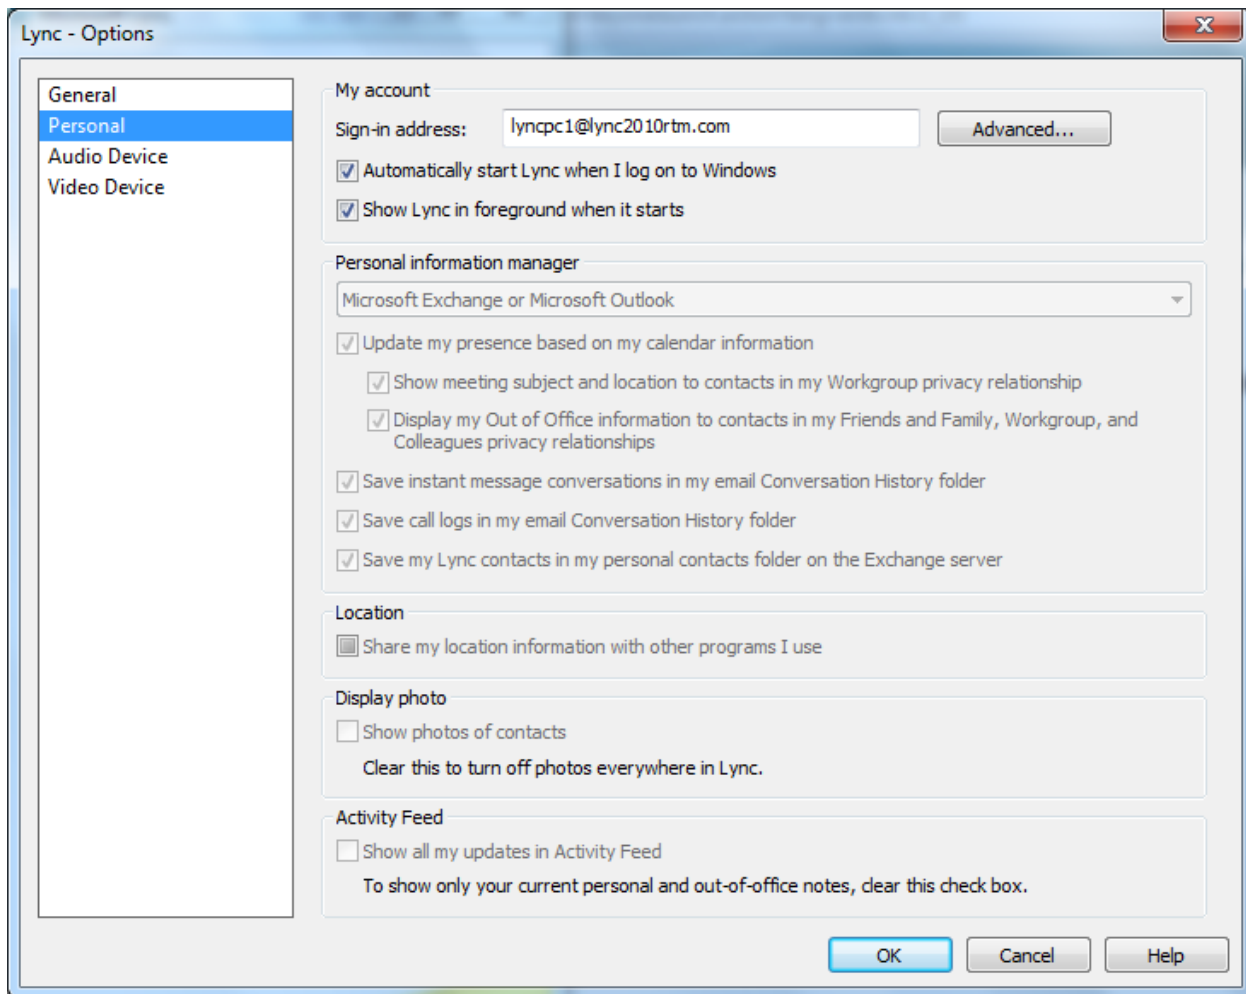 Lync - Options
General
Personal
Audio Device
Video Device
My account
Sign-in address: lyncpc1@lync2010rtm.com Advanced...
Automatically start Lync when I log on to Windows
Show Lync in foreground when it starts
Personal information manager
Microsoft Exchange or Microsoft Outlook
Update my presence based on my calendar information
Show meeting subject and location to contacts in my Workgroup privacy relationship
Display my Out of Office information to contacts in my Friends and Family, Workgroup, and
Colleagues privacy relationships
Save instant message conversations in my email Conversation History folder
Save call logs in my email Conversation History folder
Save my Lync contacts in my personal contacts folder on the Exchange server
Location
Share my location information with other programs I use
Display photo
Show photos of contacts
Clear this to turn off photos everywhere in Lync.
Activity Feed
Show all my updates in Activity Feed
To show only your current personal and out-of-office notes, clear this check box.
OK Cancel Help